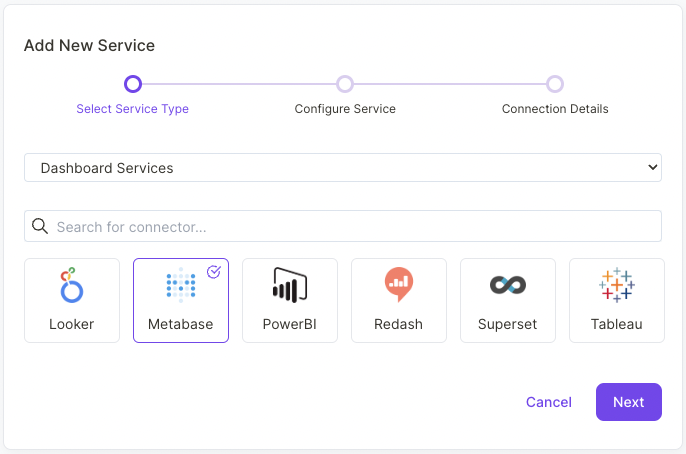 Add New Service
Select Service Type
Configure Service
Connection Details
Dashboard Services
Search for connector...
Looker
Metabase
PowerBI
Redash
Superset
Tableau
Cancel
Next